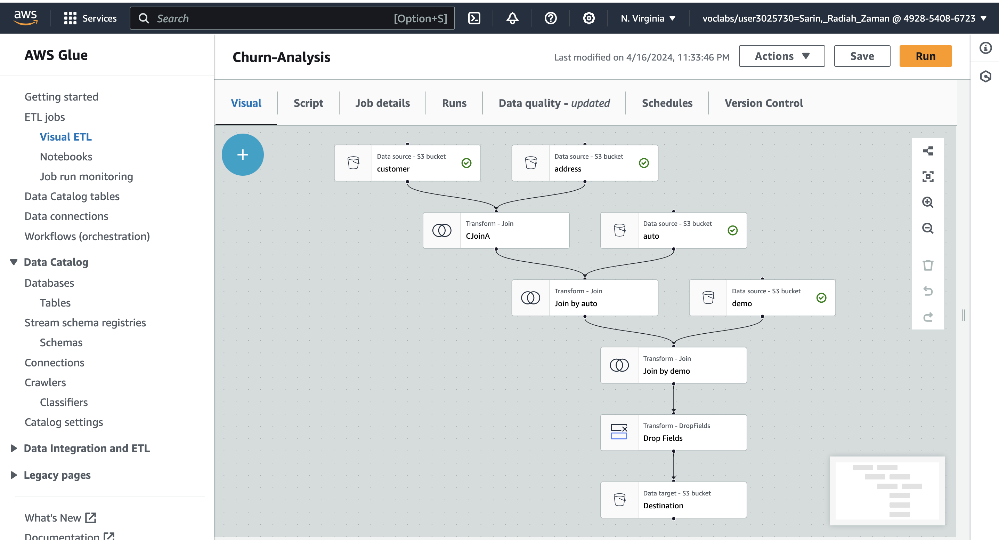 aws
Services
Search
[Option+S]
N. Virginia
voclabs/user3025730=Sarin,_Radiah_Zaman @ 4928-5408-6723
AWS Glue
Getting started
ETL jobs
Visual ETL
Notebooks
Job run monitoring
Data Catalog tables
Data connections
Workflows (orchestration)
Data Catalog
Databases
Tables
Stream schema registries
Schemas
Connections
Crawlers
Classifiers
Catalog settings
Data Integration and ETL
Legacy pages
What's New
Documentation
Churn-Analysis
Last modified on 4/16/2024, 11:33:46 PM
Actions
Save
Run
Visual
Script
Job details
Runs
Data quality - updated
Schedules
Version Control
Data source - S3 bucket
customer
Data source - S3 bucket
address
Transform - Join
CJoinA
Data source - S3 bucket
auto
Transform - Join
Join by auto
Data source - S3 bucket
demo
Transform - Join
Join by demo
Transform - DropFields
Drop Fields
Data target - S3 bucket
Destination